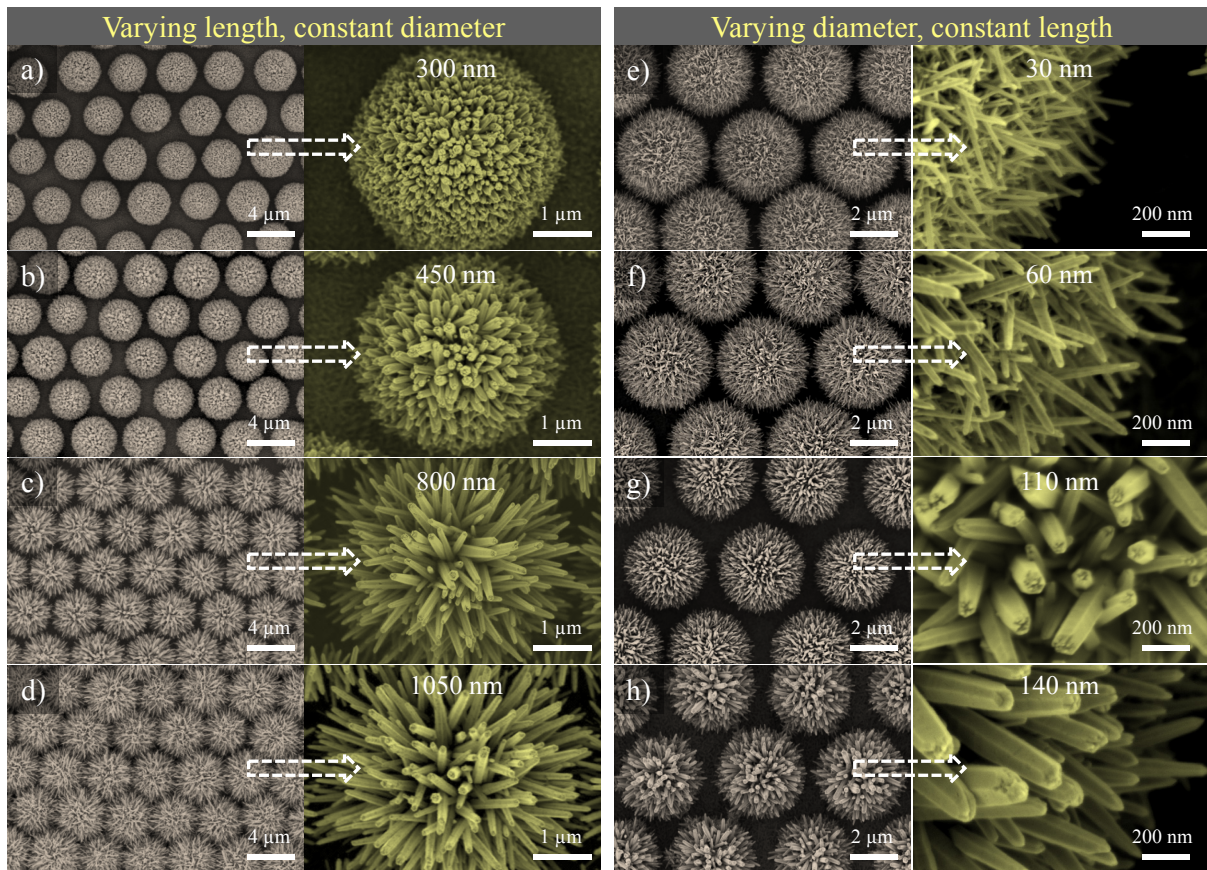 Varying length, constant diameter
a)
300 nm
4 µm
1 µm
b)
450 nm
4 µm
1 µm
c)
800 nm
4 µm
1 µm
d)
1050 nm
4 µm
1 µm
Varying diameter, constant length
e)
30 nm
2 µm
200 nm
f)
60 nm
2 µm
200 nm
g)
110 nm
2 µm
200 nm
h)
140 nm
2 µm
200 nm